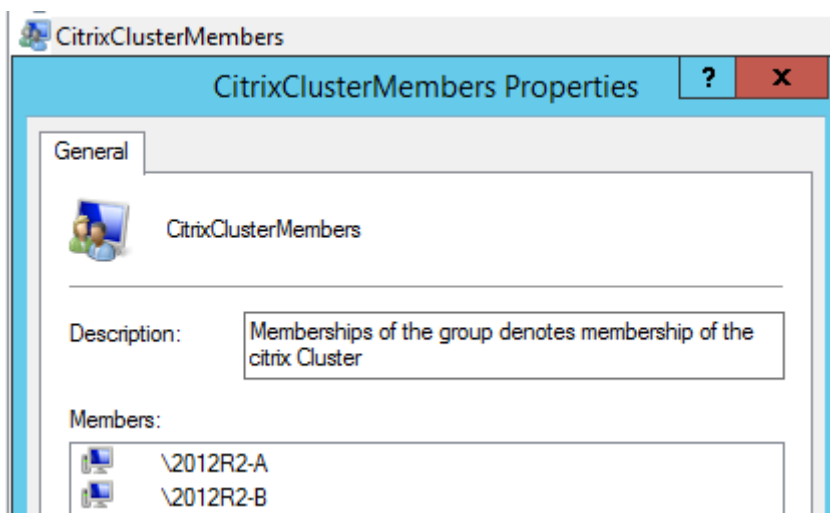 CitrixClusterMembers
CitrixClusterMembers Properties
? x
General
CitrixClusterMembers
Description:
Memberships of the group denotes membership of the
citrix Cluster
Members:
\2012R2-A
\2012R2-B